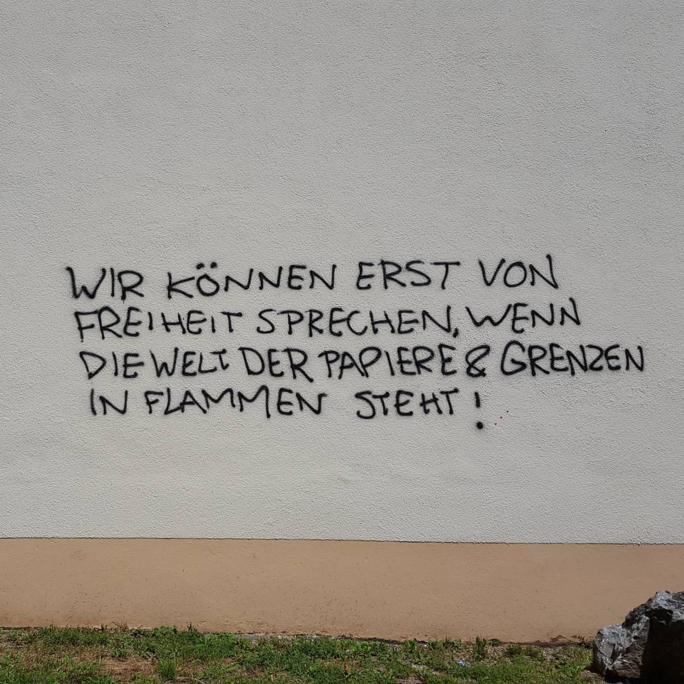 WIR KÖNNEN ERST VON
FREIHEIT SPRECHEN, WENN
DIE WELT DER PAPIERE & GRENZEN
IN FLAMMEN STEHT!